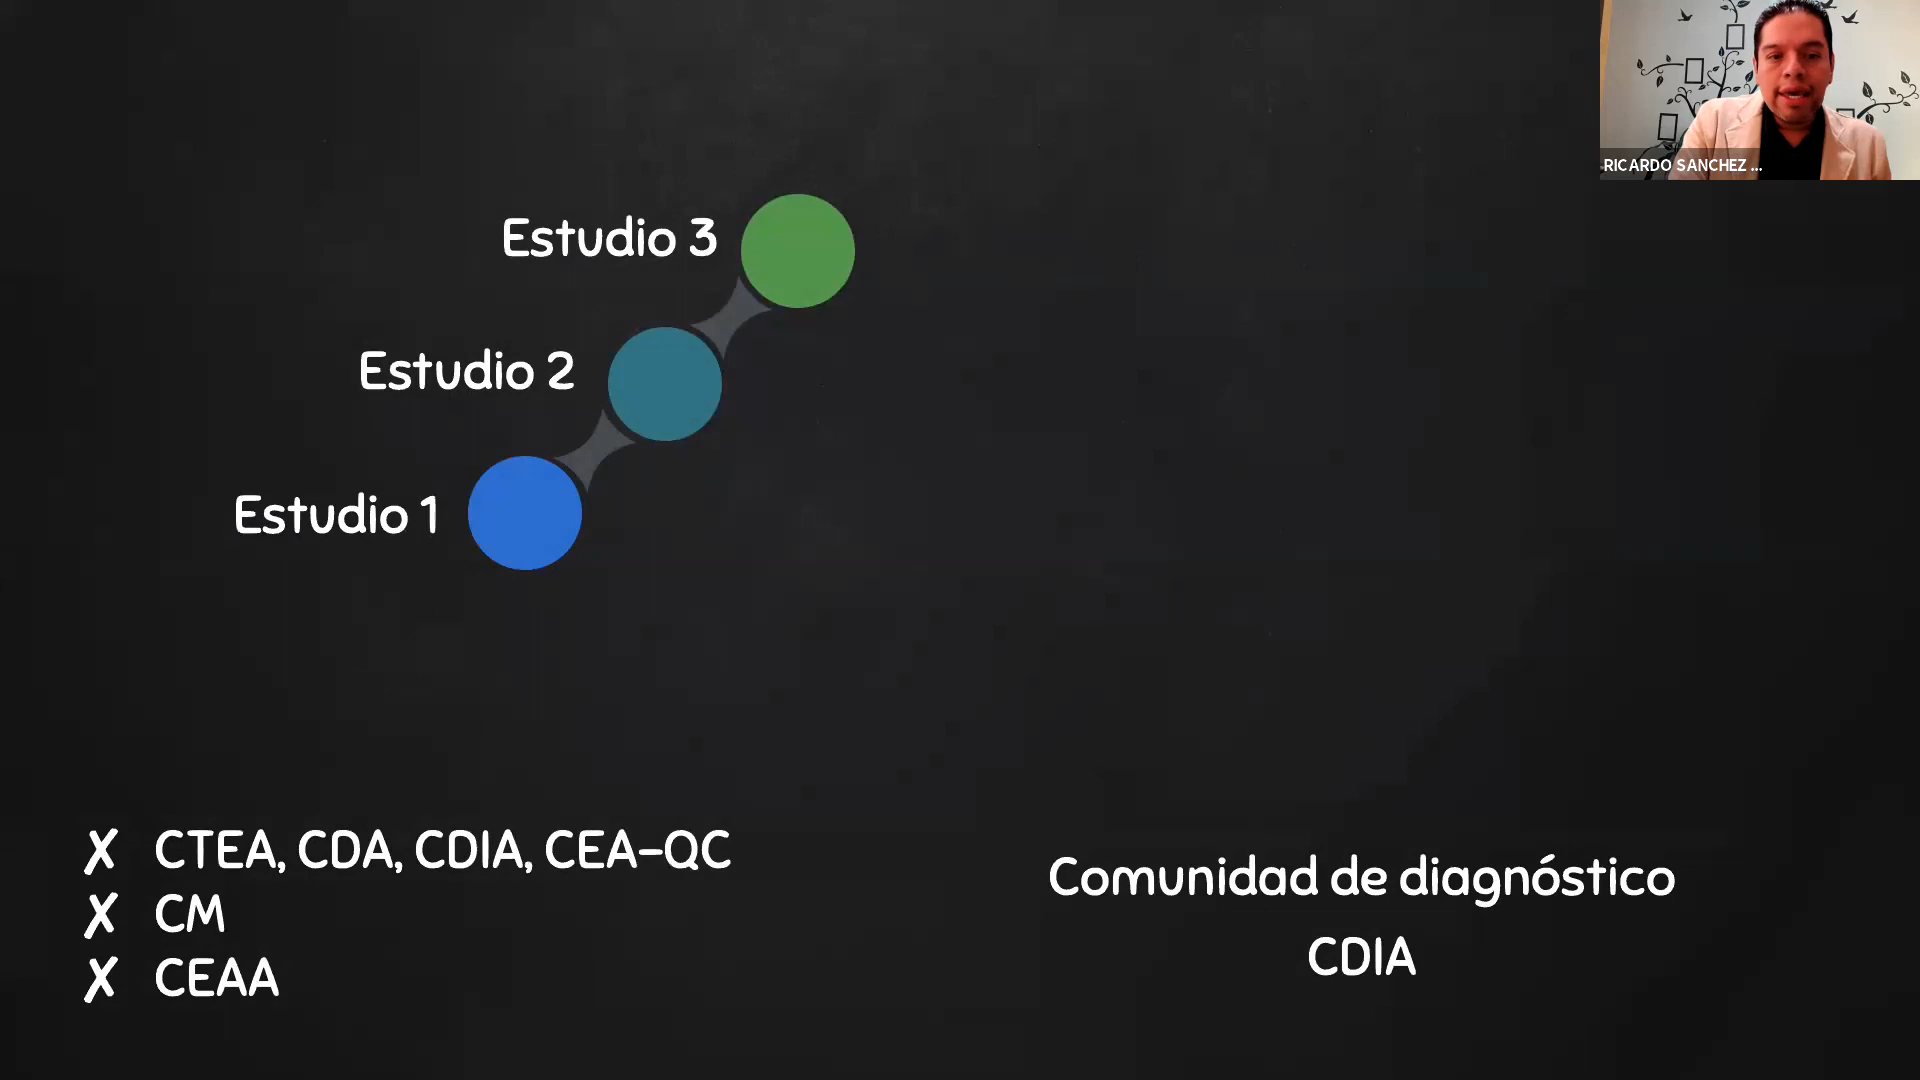 RICARDO SANCHEZ ...
Estudio 3
Estudio 2
Estudio 1
✗ CTEA, CDA, CDIA, CEA-QC
✗ CM
✗ CEAA
Comunidad de diagnóstico
CDIA